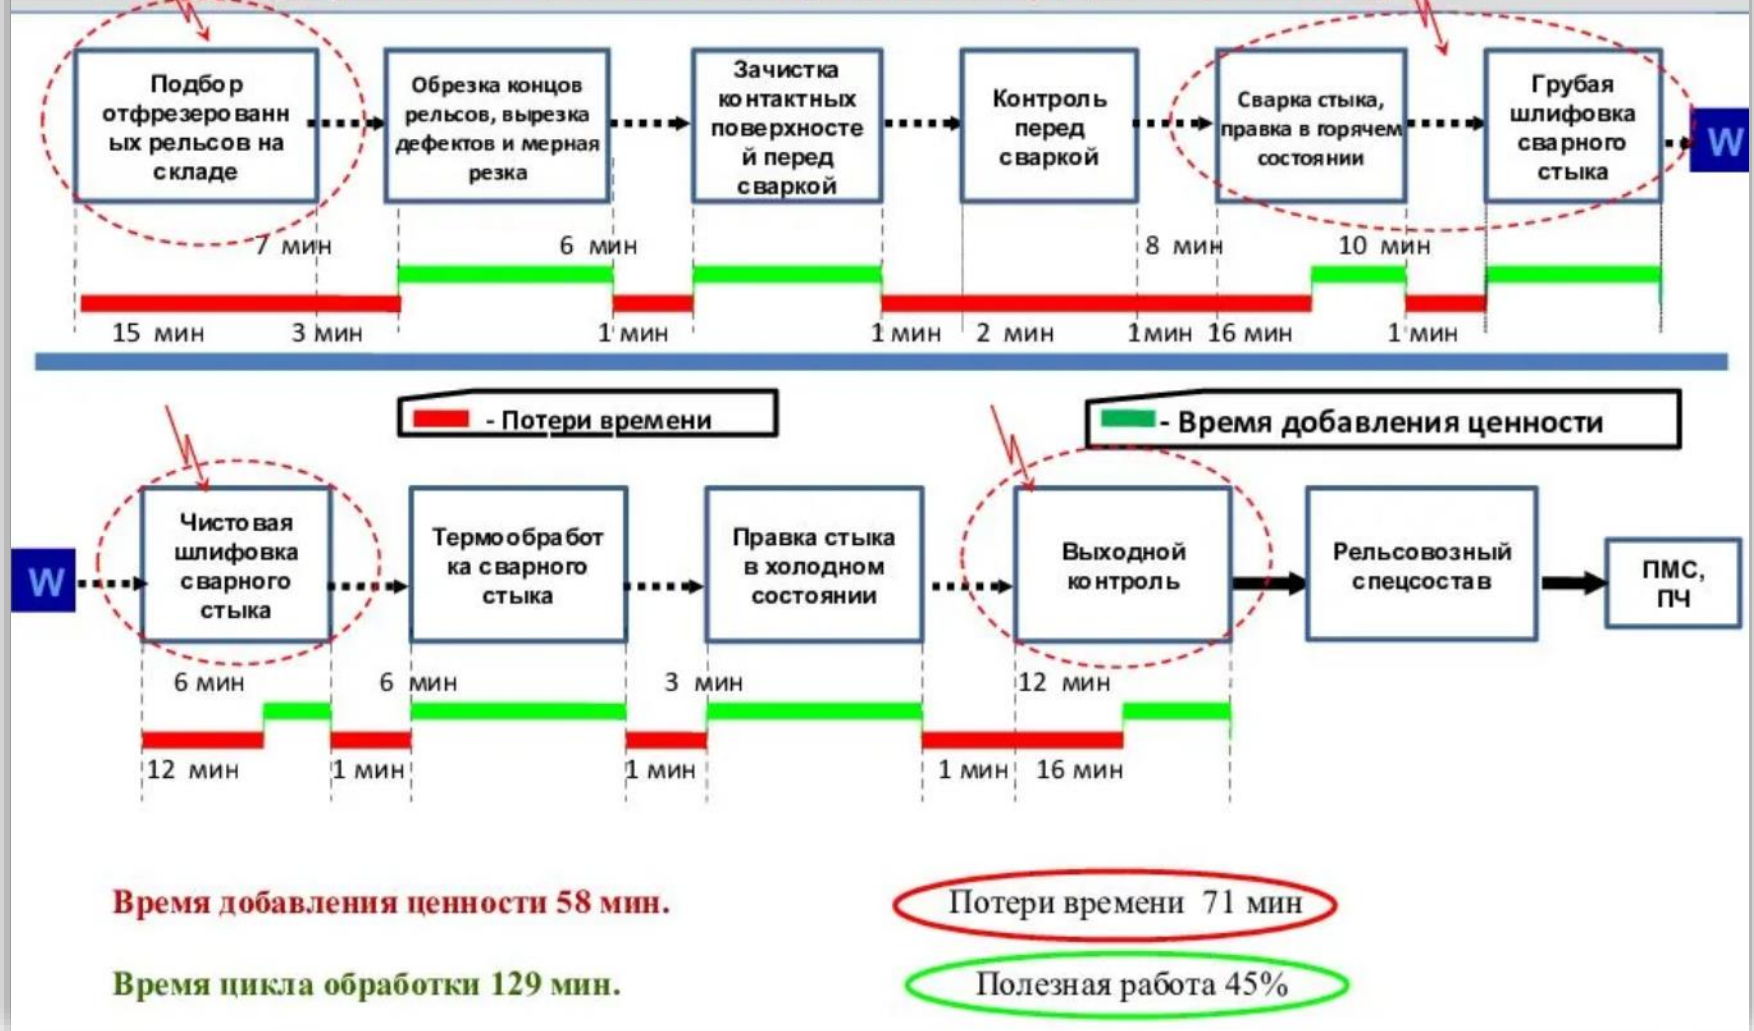 Подбор
отфрезерованн
ых рельсов на
складе
Обрезка концов
рельсов, вырезка
дефектов и мерная
резка
Зачистка
контактных
поверхносте
й перед
сваркой
Контроль
перед
сваркой
Сварка стыка,
правка в горячем
состоянии
Грубая
шлифовка
сварного
стыка
W
7 мин
6 мин
8 мин
10 мин
15 мин
3 мин
1 мин
1 мин
2 мин
1мин
16 мин
1 мин
- Потери времени
- Время добавления ценности
W
Чистовая
шлифовка
сварного
стыка
Термообработ
ка сварного
стыка
Правка стыка
в холодном
состоянии
Выходной
контроль
Рельсовозный
спецсостав
ПМС,
ПЧ
6 мин
6 мин
3 мин
12 мин
12 мин
1 мин
1 мин
1 мин
16 мин
Время добавления ценности 58 мин.
Потери времени 71 мин
Время цикла обработки 129 мин.
Полезная работа 45%